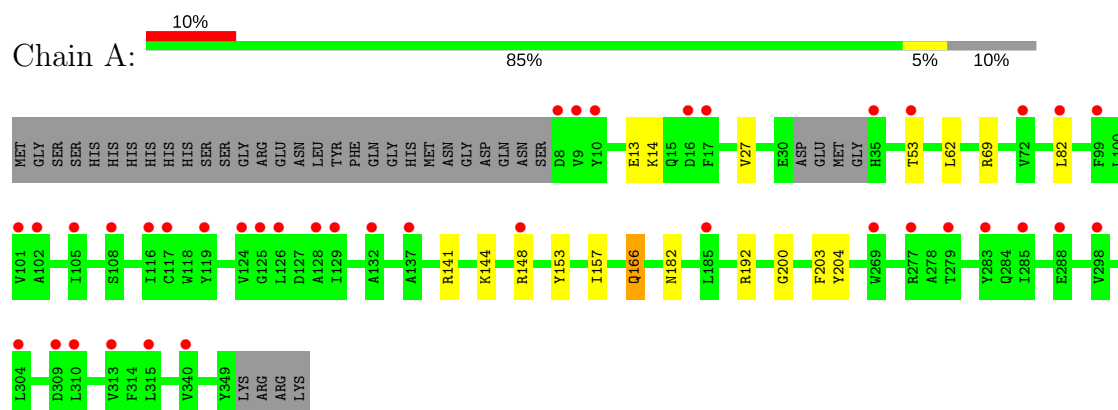 10%
Chain A:
85% 5% 10%
MET GLY SER SER HIS HIS HIS HIS HIS HIS SER SER GLY ARG GLU ASN LEU TYR PHE GLN GLY HIS MET ASN GLY ASP GLN ASN SER D8 V9 Y10 E13 K14 Q15 D16 F17 V27 E30 ASP GLU MET GLY H35 T53 L62 R69 V72 L82 F99 L100
V101 A102 I105 S108 I116 C117 W118 Y119 V124 G125 L126 D127 A128 I129 A132 A137 R141 K144 R148 Y153 I157 Q166 N182 L185 R192 G200 F203 Y204 W269 R277 A278 T279 Y283 Q284 I285 E288 V298
L304 D309 L310 V313 F314 L315 V340 Y349 LYS ARG ARG LYS